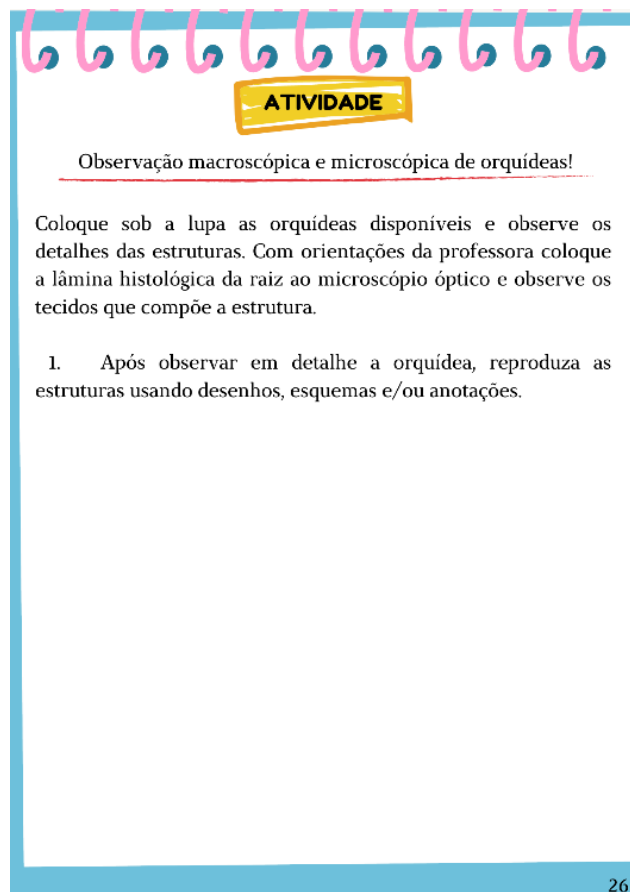 ATIVIDADE
Observação macroscópica e microscópica de orquídeas!
Coloque sob a lupa as orquídeas disponíveis e observe os
detalhes das estruturas. Com orientações da professora coloque
a lâmina histológica da raiz ao microscópio óptico e observe os
tecidos que compõe a estrutura.
1. Após observar em detalhe a orquídea, reproduza as
estruturas usando desenhos, esquemas e/ou anotações.
26